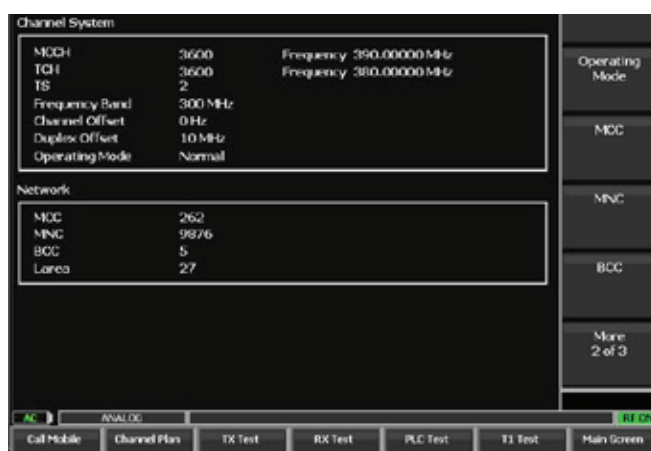 Channel System
MCCH 3600 Frequency 390.00000 MHz
TCH 3600 Frequency 380.00000 MHz
TS 2
Frequency Band 300 MHz
Channel Offset 0 Hz
Duplex Offset 10 MHz
Operating Mode Normal
Network
MCC 262
MNC 9876
BCC 5
Larea 27
Operating
Mode
MCC
MNC
BCC
More
2 of 3
AC ANALOG RF ON
Call Mobile Channel Plan TX Test RX Test PLC Test T1 Test Main Screen